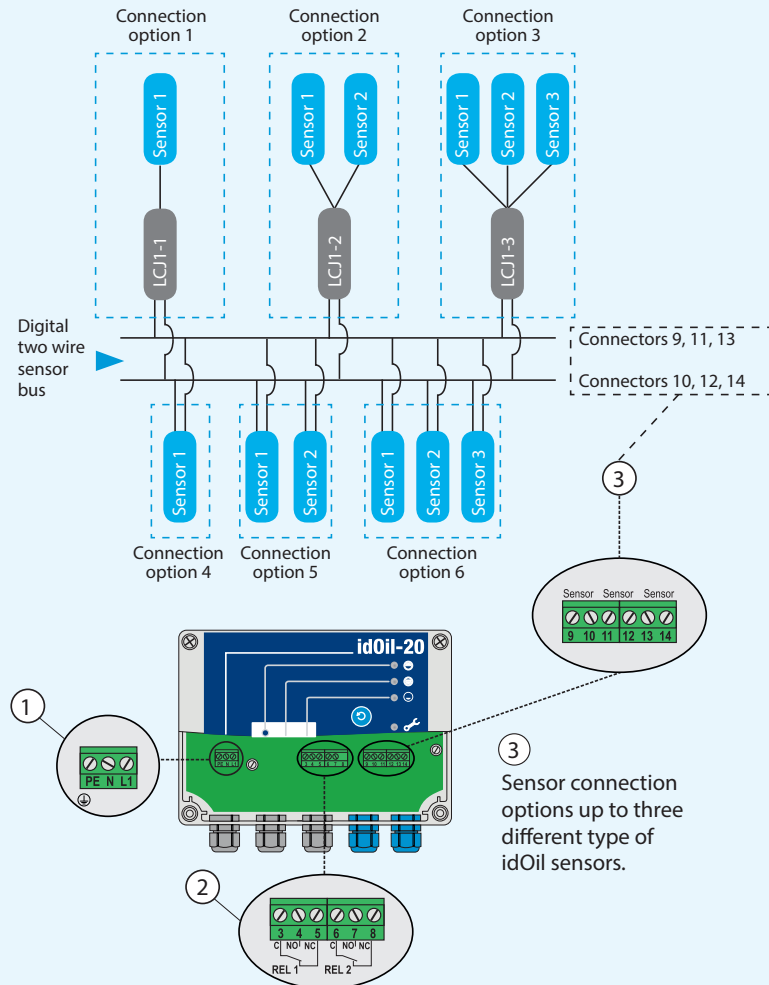 Connection
option 1
Connection
option 2
Connection
option 3
Sensor 1
Sensor 1
Sensor 2
Sensor 1
Sensor 2
Sensor 3
LCJ1-1
LCJ1-2
LCJ1-3
Digital
two wire
sensor
bus
Connectors 9, 11, 13
Connectors 10, 12, 14
Sensor 1
Sensor 1
Sensor 2
Sensor 1
Sensor 2
Sensor 3
Connection
option 4
Connection
option 5
Connection
option 6
3
Sensor Sensor Sensor
9 10 11 12 13 14
idOil-20
1
PE N L1
PE N L1
3
Sensor connection
options up to three
different type of
idOil sensors.
2
3 4 5 6 7 8
C NO NC C NO NC
REL 1 REL 2